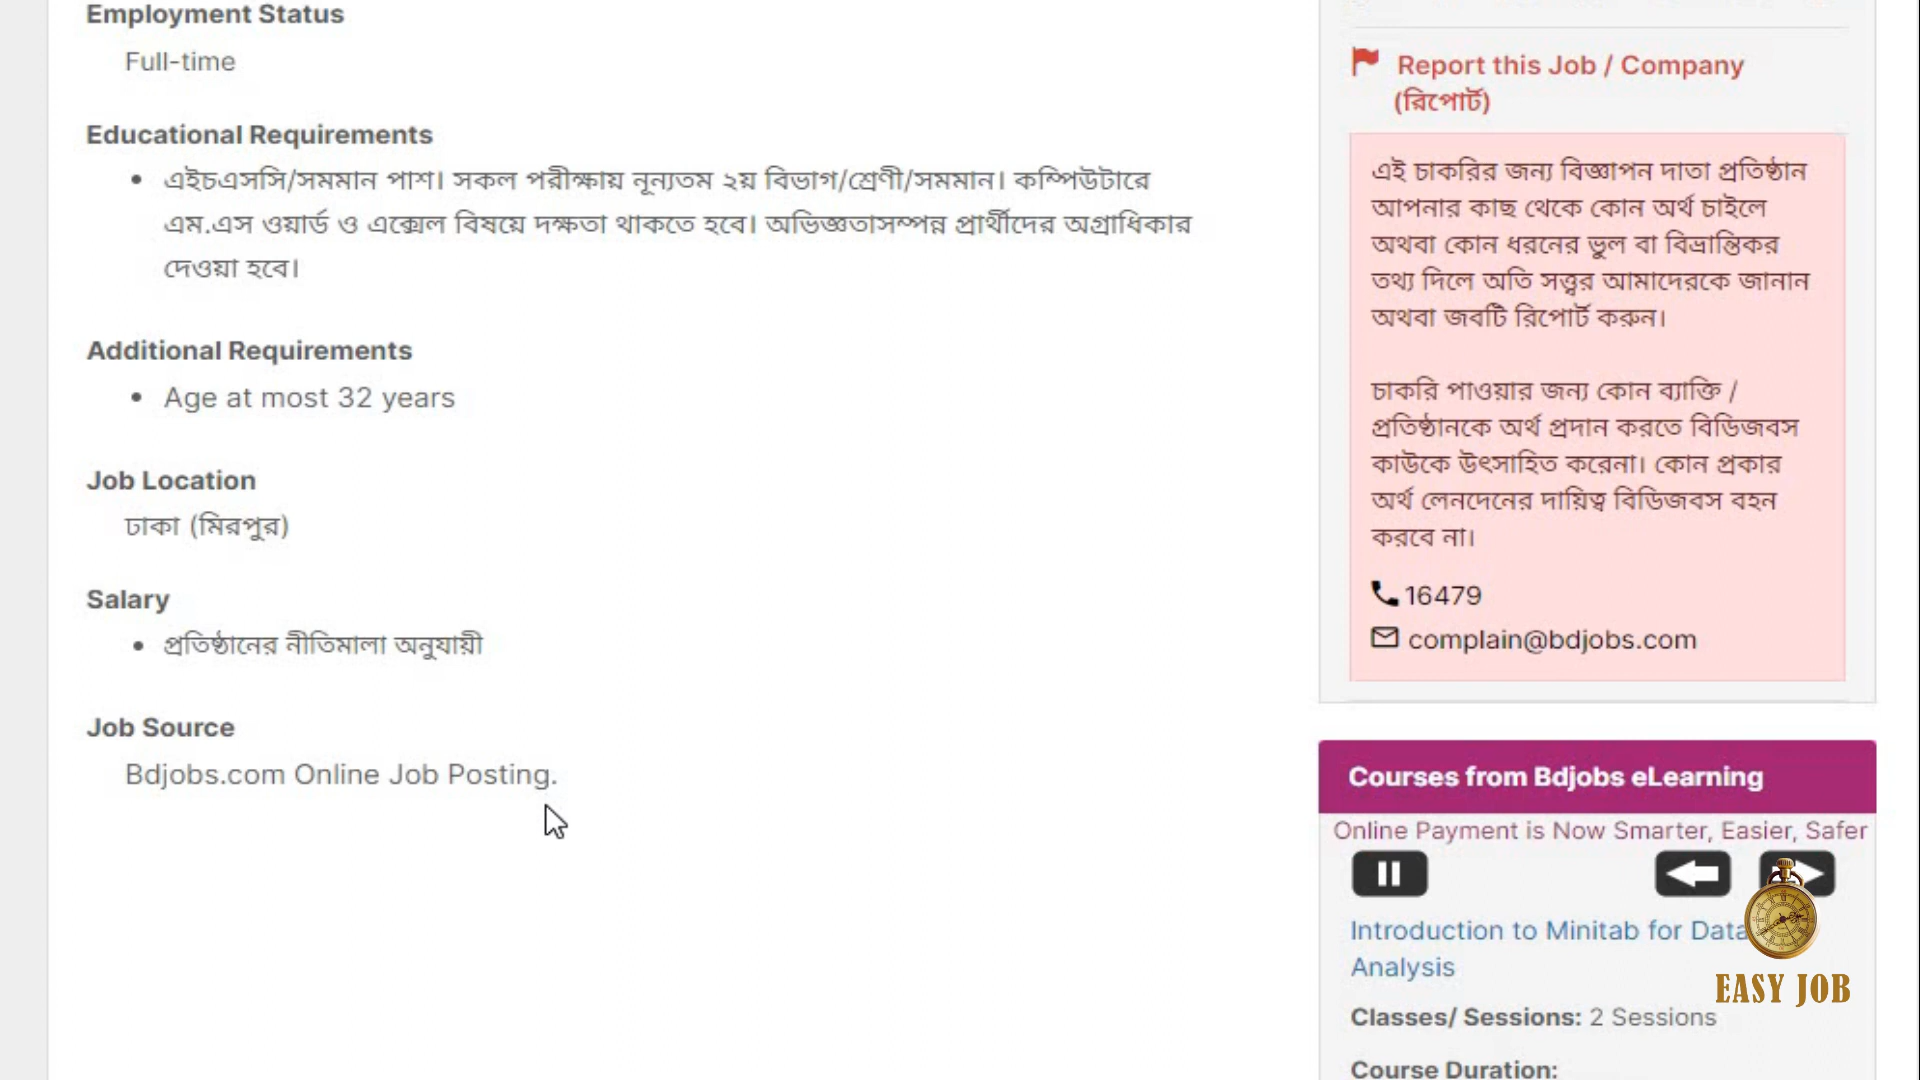 Employment Status
Full-time
Educational Requirements
• এইচএসসি/সমমান পাশ। সকল পরীক্ষায় নূন্যতম ২য় বিভাগ/শ্রেণী/সমমান। কম্পিউটারে
এম.এস ওয়ার্ড ও এক্সেল বিষয়ে দক্ষতা থাকতে হবে। অভিজ্ঞতাসম্পন্ন প্রার্থীদের অগ্রাধিকার
দেওয়া হবে।
Additional Requirements
• Age at most 32 years
Job Location
ঢাকা (মিরপুর)
Salary
• প্রতিষ্ঠানের নীতিমালা অনুযায়ী
Job Source
Bdjobs.com Online Job Posting.
Report this Job / Company
(রিপোর্ট)
এই চাকরির জন্য বিজ্ঞাপন দাতা প্রতিষ্ঠান
আপনার কাছ থেকে কোন অর্থ চাইলে
অথবা কোন ধরনের ভুল বা বিভ্রান্তিকর
তথ্য দিলে অতি সত্ত্বর আমাদেরকে জানান
অথবা জবটি রিপোর্ট করুন।
চাকরি পাওয়ার জন্য কোন ব্যাক্তি /
প্রতিষ্ঠানকে অর্থ প্রদান করতে বিডিজবস
কাউকে উৎসাহিত করেনা। কোন প্রকার
অর্থ লেনদেনের দায়িত্ব বিডিজবস বহন
করবে না।
16479
complain@bdjobs.com
Courses from Bdjobs eLearning
Online Payment is Now Smarter, Easier, Safer
Introduction to Minitab for Data
Analysis
EASY JOB
Classes/ Sessions: 2 Sessions
Course Duration: